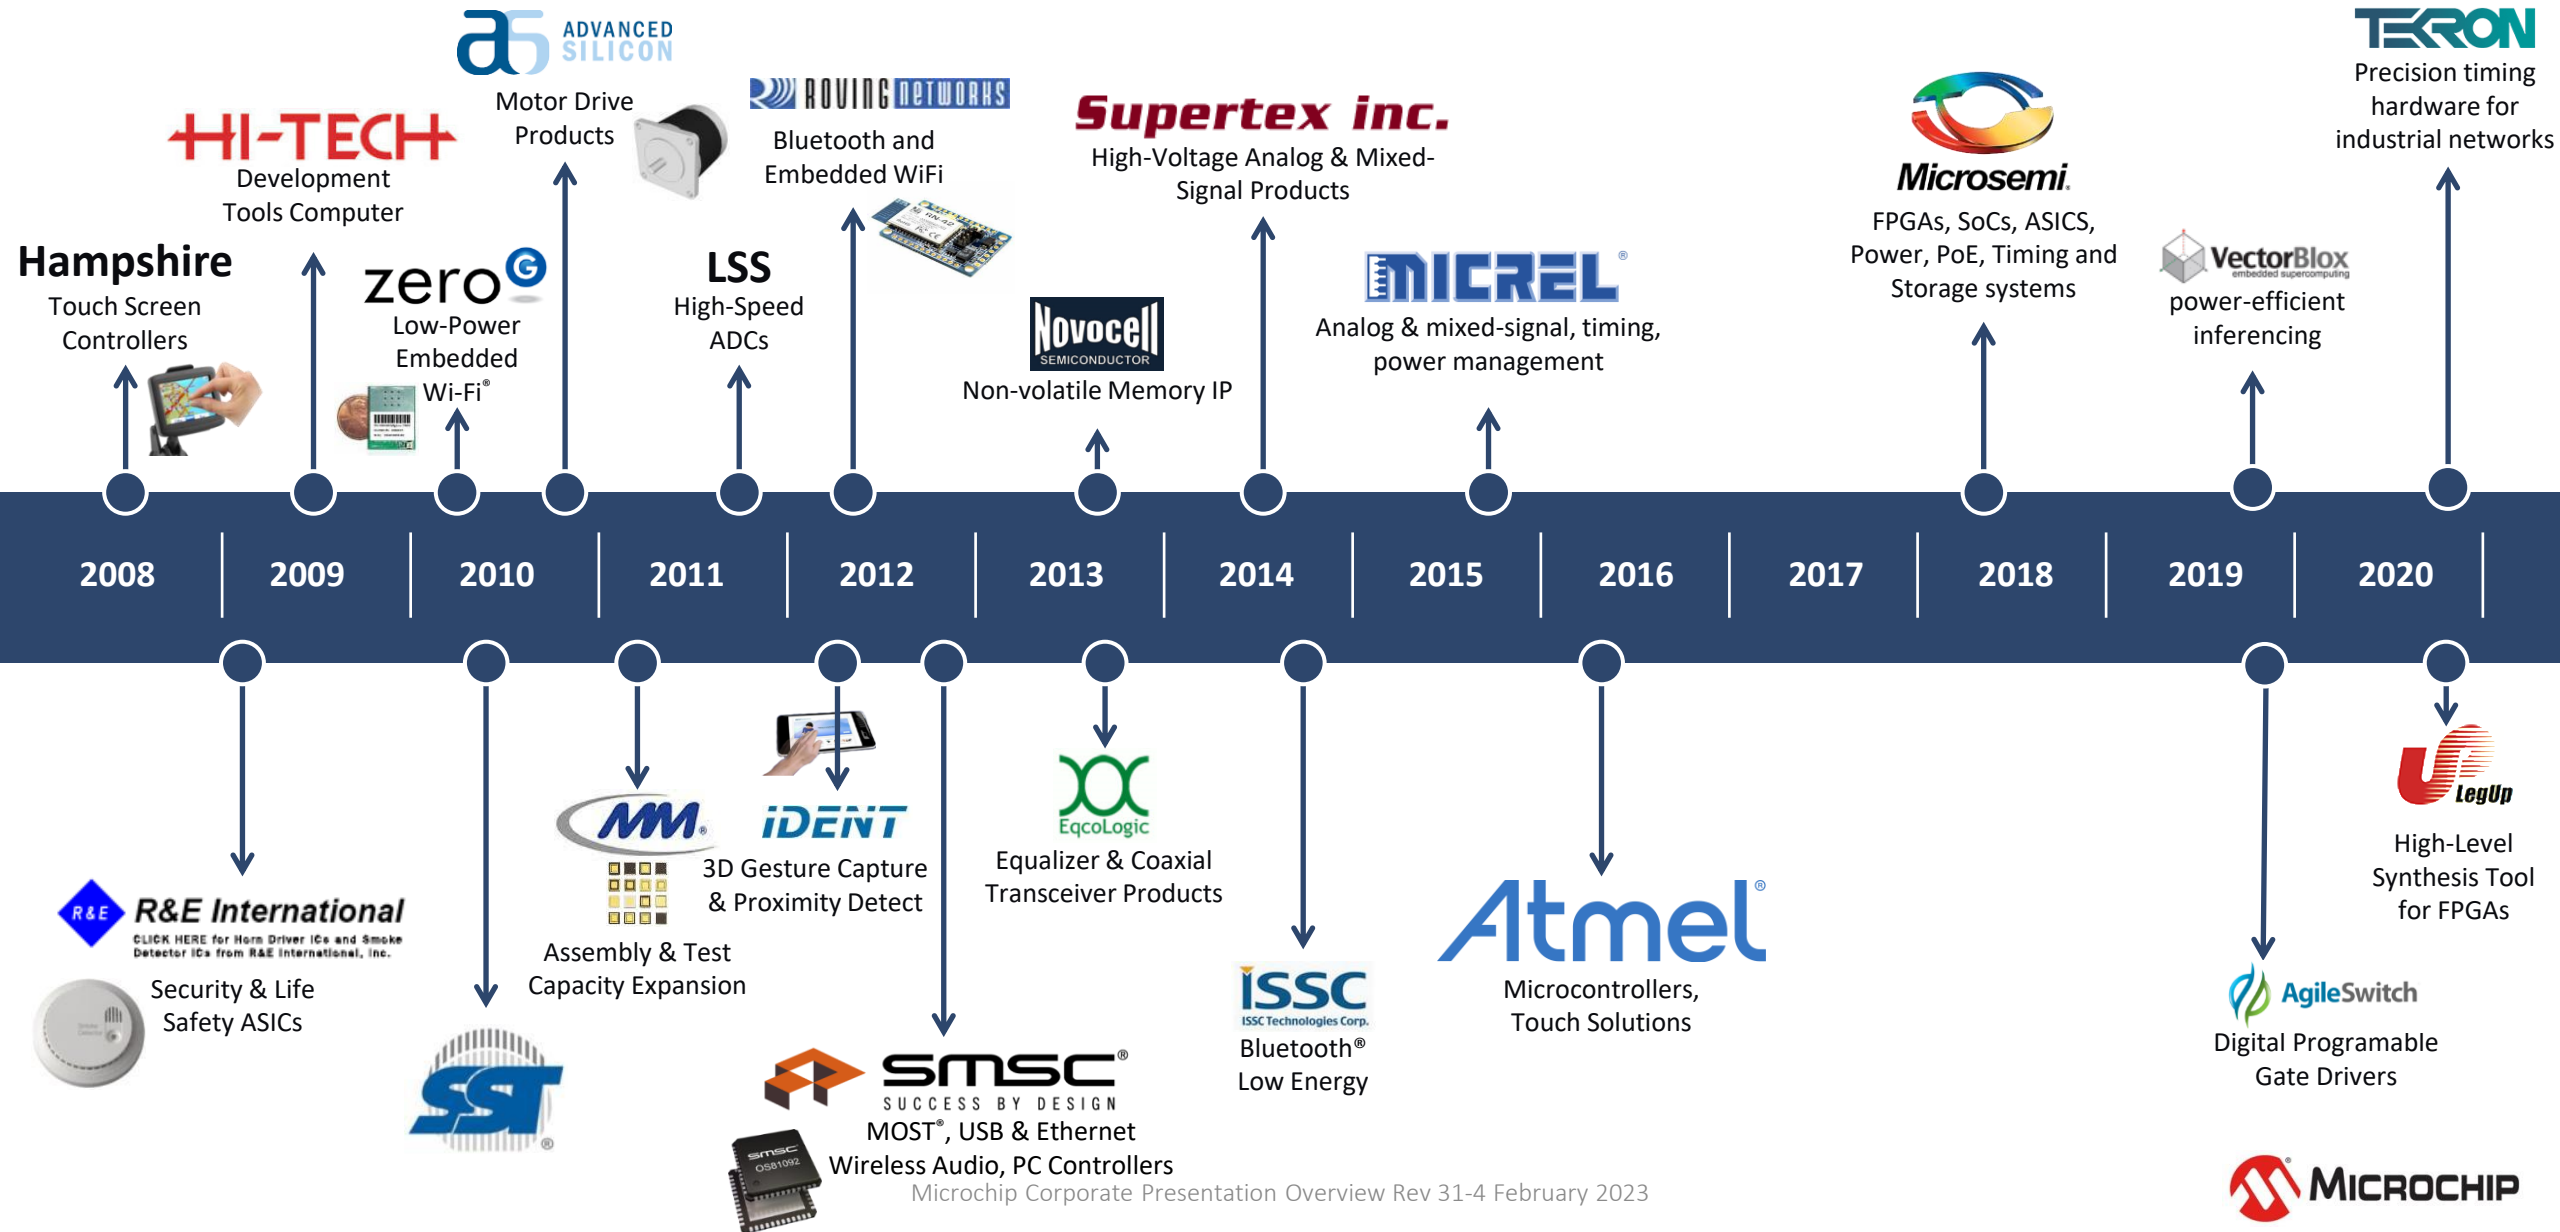 ADVANCED
SILICON
Motor Drive
Products
HI-TECH
Development
Tools Computer
Hampshire
Touch Screen
Controllers
zeroG
Low-Power
Embedded
Wi-Fi®
ROVING NETWORKS
Bluetooth and
Embedded WiFi
RN-42
LSS
High-Speed
ADCs
Supertex inc.
High-Voltage Analog & Mixed-
Signal Products
Novocell
SEMICONDUCTOR
Non-volatile Memory IP
MICREL®
Analog & mixed-signal, timing,
power management
Microsemi.
FPGAs, SoCs, ASICS,
Power, PoE, Timing and
Storage systems
VectorBlox
embedded supercomputing
power-efficient
inferencing
TEKRON
Precision timing
hardware for
industrial networks
2008 2009 2010 2011 2012 2013 2014 2015 2016 2017 2018 2019 2020
R&E R&E International
CLICK HERE for Horn Driver ICs and Smoke
Detector ICs from R&E International, Inc.
Security & Life
Safety ASICs
SST®
MM®
Assembly & Test
Capacity Expansion
iDENT
3D Gesture Capture
& Proximity Detect
SMSC®
SUCCESS BY DESIGN
MOST®, USB & Ethernet
Wireless Audio, PC Controllers
smsc
OS81092
EqcoLogic
Equalizer & Coaxial
Transceiver Products
ISSC
ISSC Technologies Corp.
Bluetooth®
Low Energy
Atmel®
Microcontrollers,
Touch Solutions
AgileSwitch
Digital Programable
Gate Drivers
LegUp
High-Level
Synthesis Tool
for FPGAs
Microchip Corporate Presentation Overview Rev 31-4 February 2023
MICROCHIP